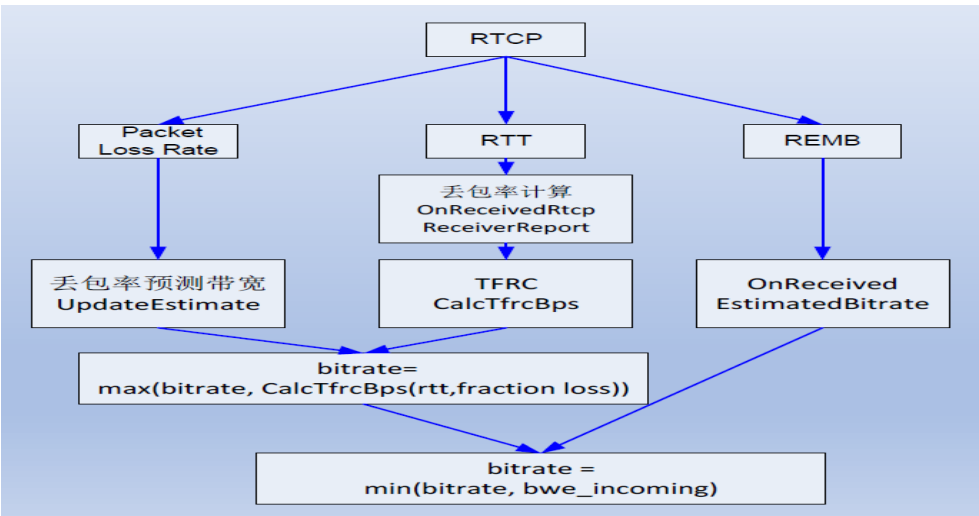 RTCP
Packet
Loss Rate
RTT
REMB
丢包率计算
OnReceivedRtcp
ReceiverReport
丢包率预测带宽
UpdateEstimate
TFRC
CalcTfrcBps
OnReceived
EstimatedBitrate
bitrate=
max(bitrate, CalcTfrcBps(rtt,fraction loss))
bitrate =
min(bitrate, bwe_incoming)